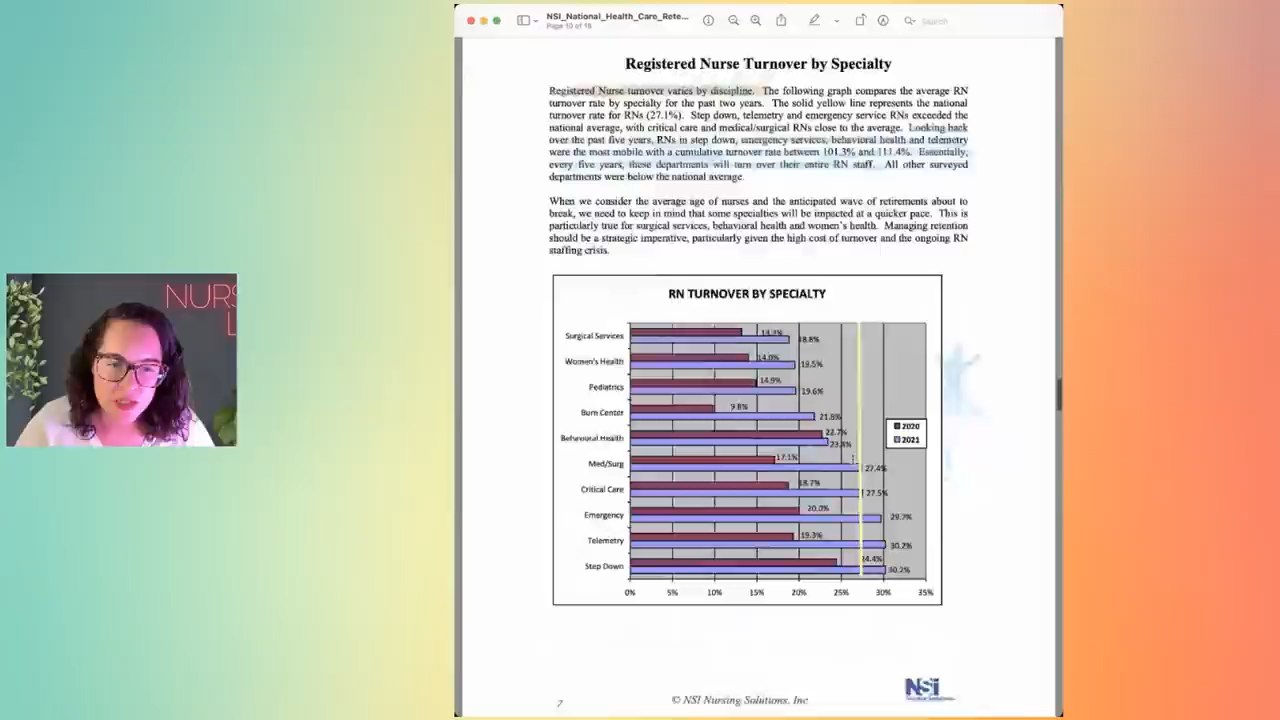 NSI_National_Health_Care_Rete...
Page 10 of 18
Search
Registered Nurse Turnover by Specialty
Registered Nurse turnover varies by discipline. The following graph compares the average RN
turnover rate by specialty for the past two years. The solid yellow line represents the national
turnover rate for RNs (27.1%). Step down, telemetry and emergency service RNs exceeded the
national average, with critical care and medical/surgical RNs close to the average. Looking back
over the past five years, RNs in step down, emergency services, behavioral health and telemetry
were the most mobile with a cumulative turnover rate between 101.3% and 111.4%. Essentially,
every five years, these departments will turn over their entire RN staff. All other surveyed
departments were below the national average.
When we consider the average age of nurses and the anticipated wave of retirements about to
break, we need to keep in mind that some specialties will be impacted at a quicker pace. This is
particularly true for surgical services, behavioral health and women's health. Managing retention
should be a strategic imperative, particularly given the high cost of turnover and the ongoing RN
staffing crisis.
NURS
L
RN TURNOVER BY SPECIALTY
Surgical Services
18.8%
Women's Health 14.0%
19.5%
Pediatrics 14.9%
19.6%
Burn Center 9.8%
21.8%
Behavioral Health 22.7%
Med/Surg 17.1%
27.4%
Critical Care 18.7%
27.5%
Emergency 20.0%
29.7%
Telemetry 19.3%
30.2%
Step Down
30.2%
2020
2021
0% 5% 10% 15% 20% 25% 30% 35%
7
© NSI Nursing Solutions, Inc
NSI